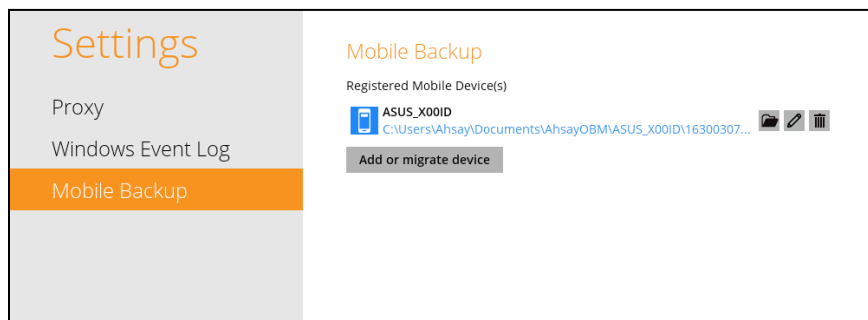 Settings
Proxy
Windows Event Log
Mobile Backup
Mobile Backup
Registered Mobile Device(s)
ASUS_X00ID
C:\Users\Ahsay\Documents\AhsayOBM\ASUS_X00ID\16300307...
Add or migrate device